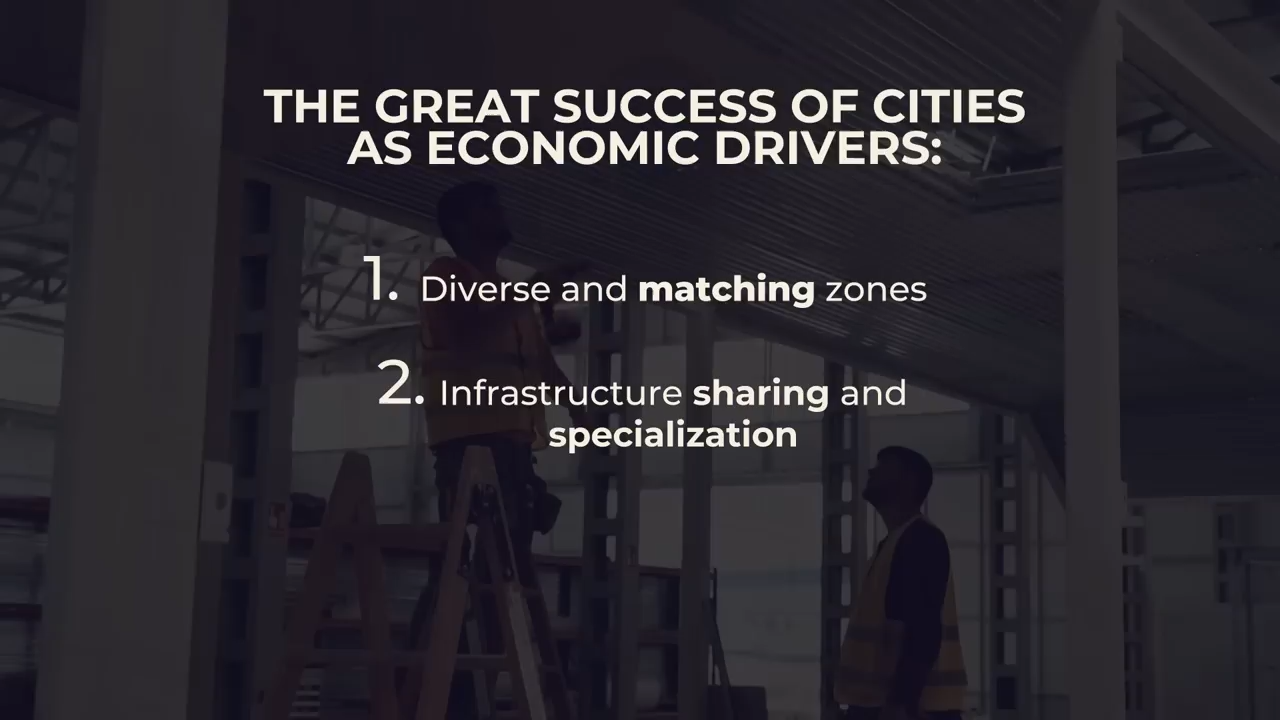 THE GREAT SUCCESS OF CITIES
AS ECONOMIC DRIVERS:
1. Diverse and matching zones
2. Infrastructure sharing and
specialization